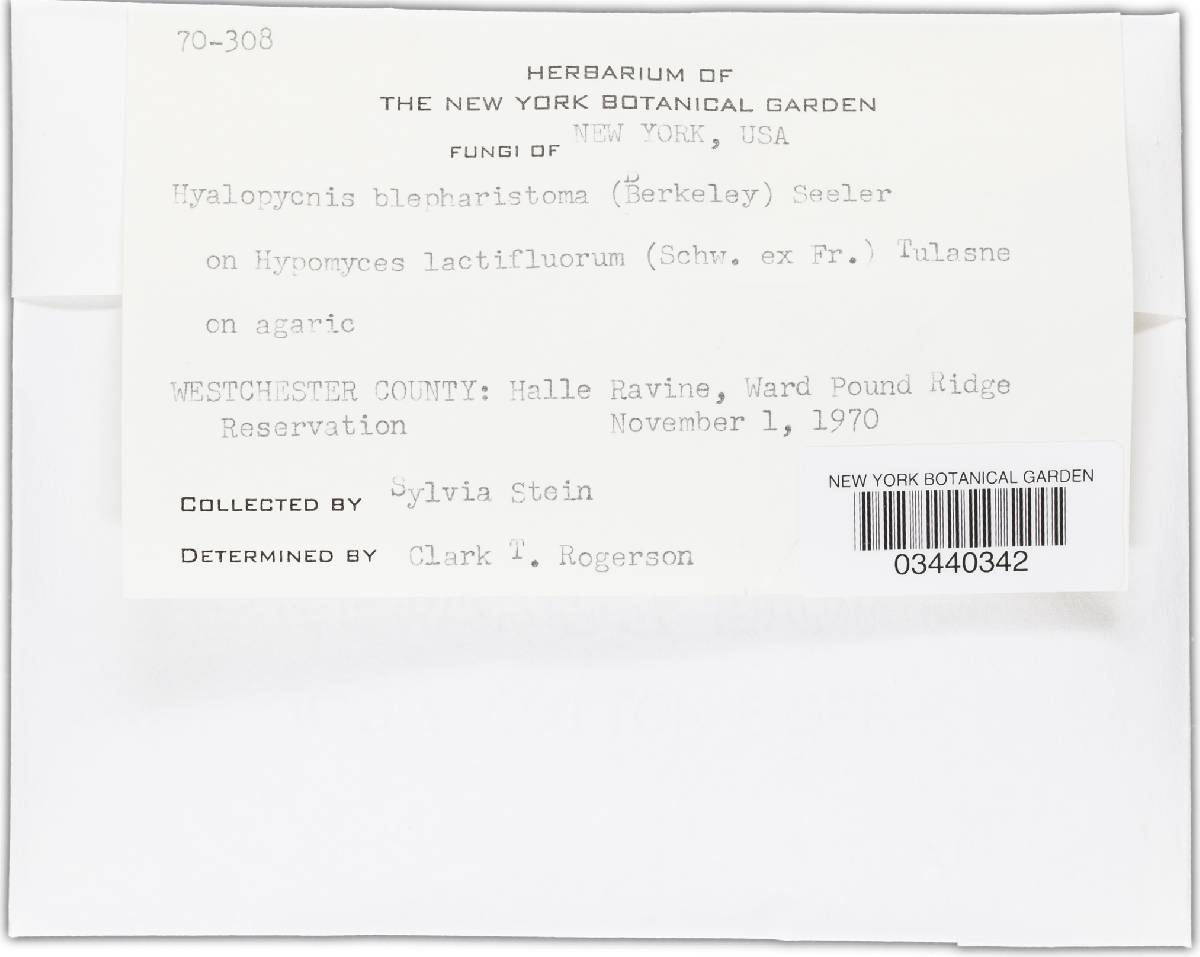 70-308
HERBARIUM OF
THE NEW YORK BOTANICAL GARDEN
FUNGI OF NEW YORK, USA
Hyalopycnis blepharistoma (Berkeley) Seeler
on Hypomyces lactifluorum (Schw. ex Fr.) Tulasne
on agaric
WESTCHESTER COUNTY: Halle Ravine, Ward Pound Ridge
Reservation November 1, 1970
COLLECTED BY Sylvia Stein
DETERMINED BY Clark T. Rogerson
NEW YORK BOTANICAL GARDEN
03440342